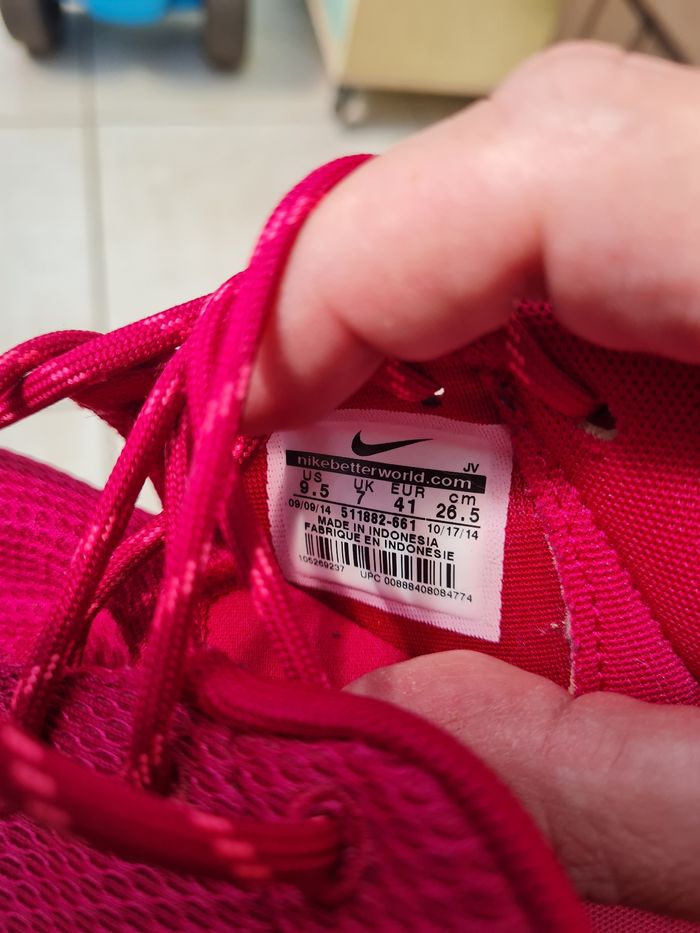 JV
nikebetterworld.com
US UK EUR cm
9.5 7 41 26.5
09/09/14 511882-661 10/17/14
MADE IN INDONESIA
FABRIQUE EN INDONESIE
105269237 UPC 00888408084774